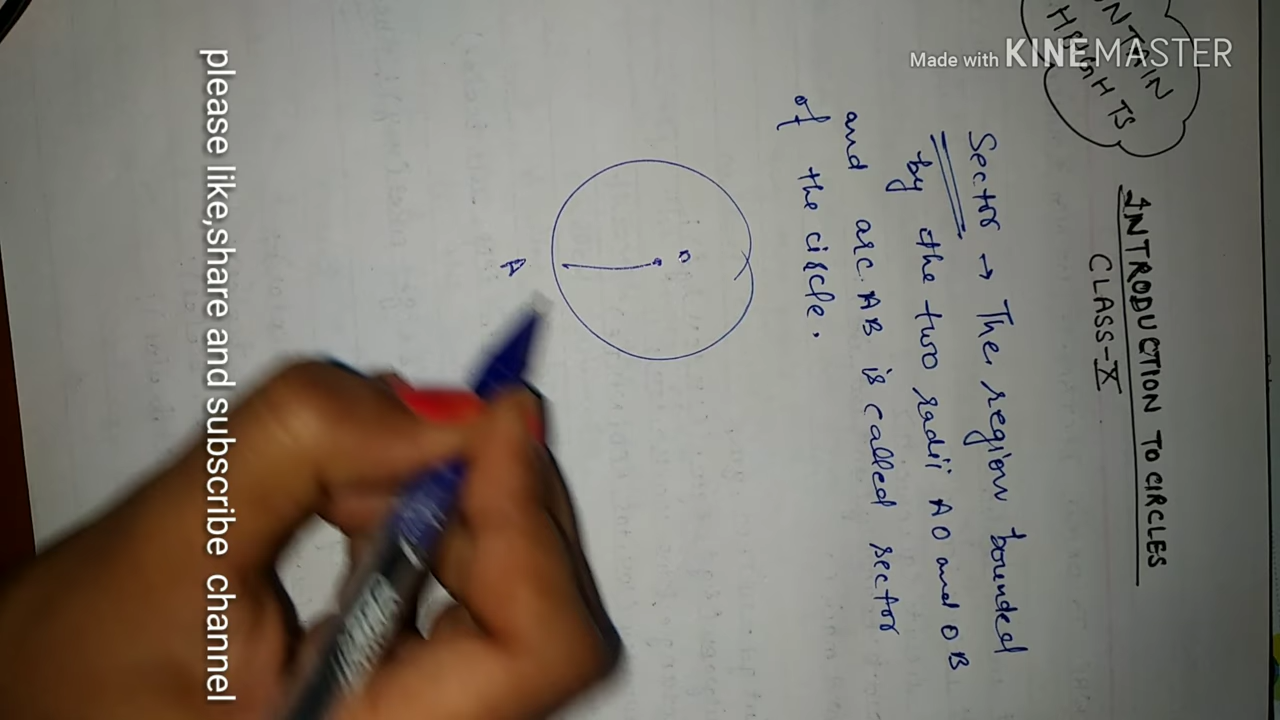 Made with KINEMASTER
HEIGHTS
INTRODUCTION TO CIRCLES
CLASS-X
Sector → The region bounded
by the two radii AO and OB
and arc AB is called sector
of the circle.
A
please like,share and subscribe channel